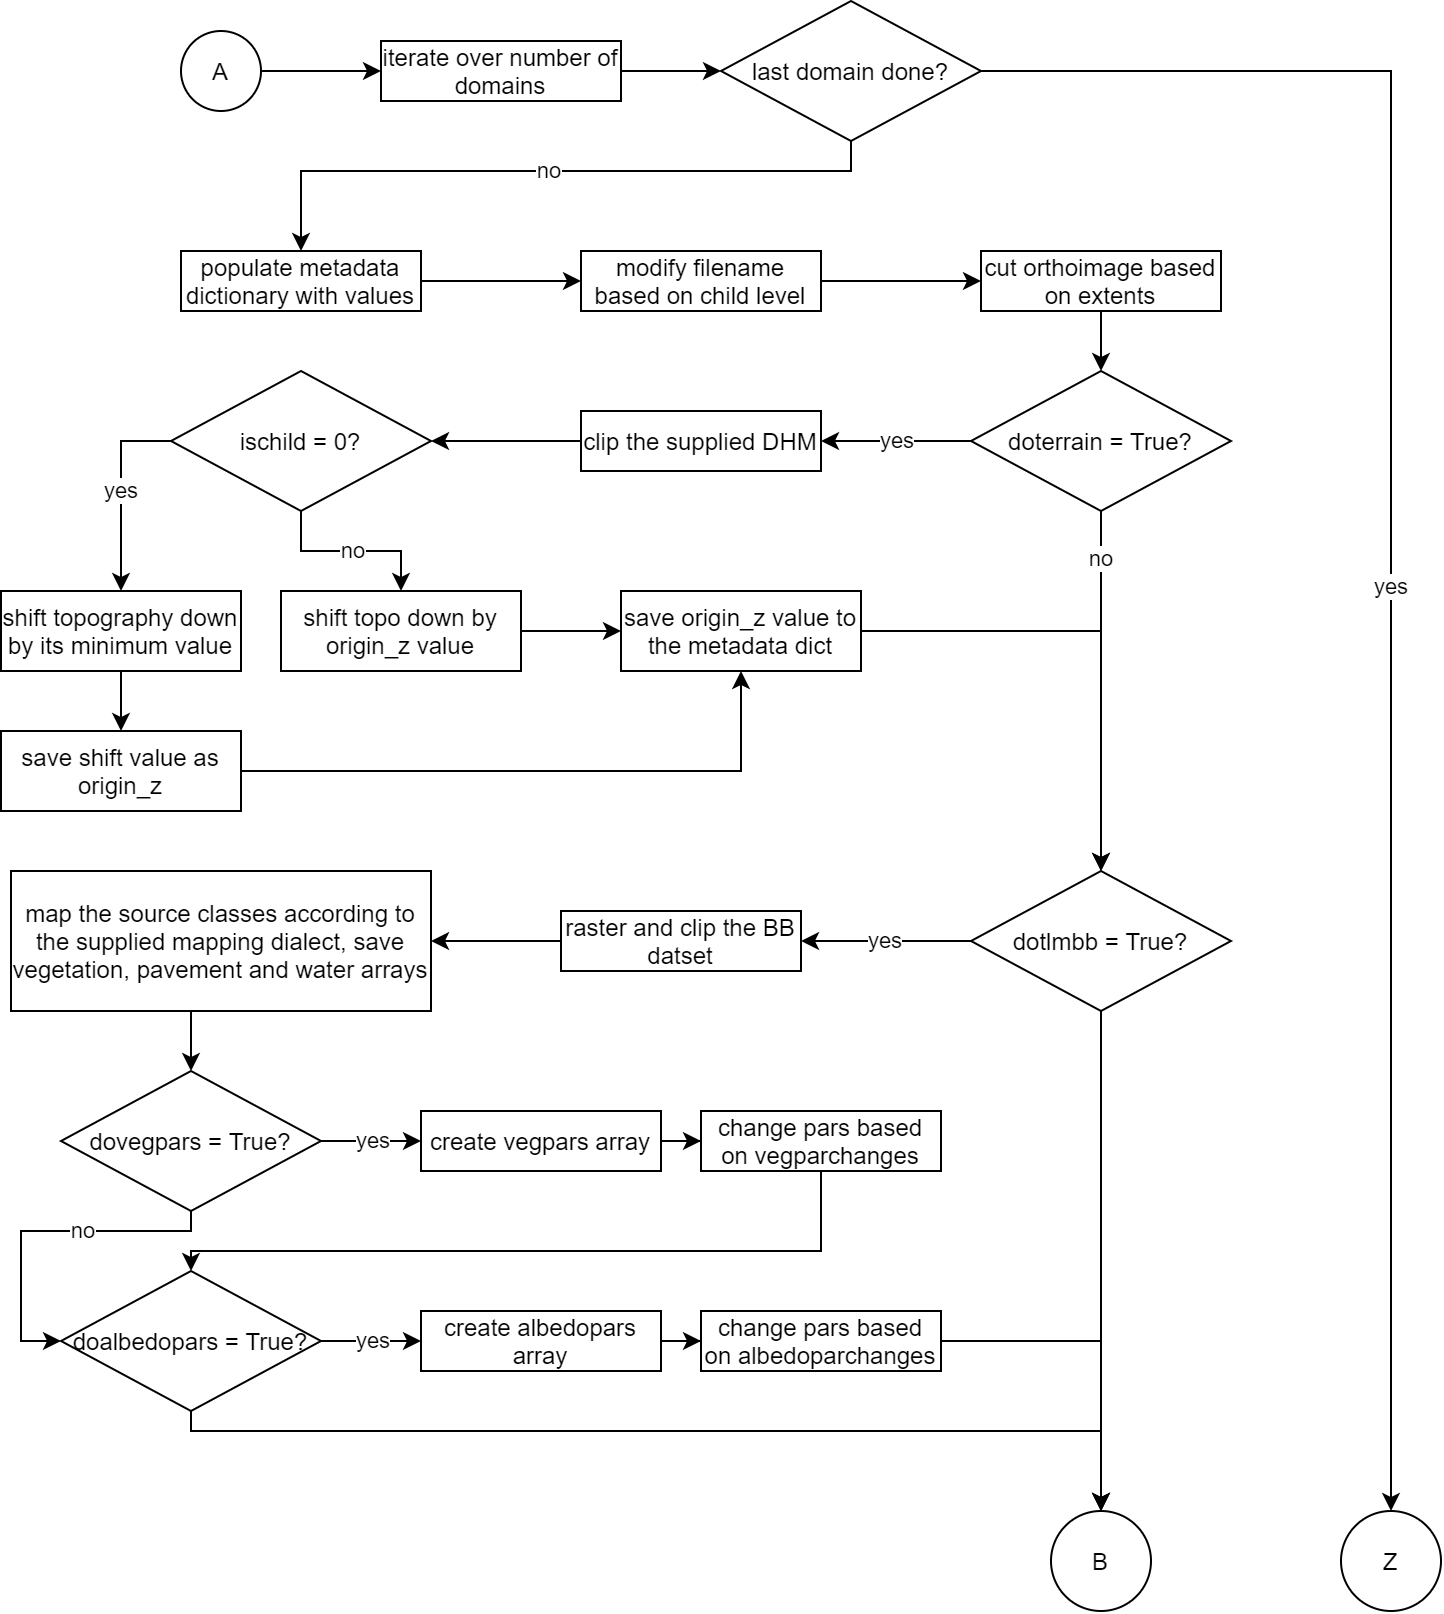 A
iterate over number of
domains
last domain done?
no
populate metadata
dictionary with values
modify filename
based on child level
cut orthoimage based
on extents
ischild = 0?
clip the supplied DHM
yes
doterrain = True?
yes
no
no
yes
shift topography down
by its minimum value
shift topo down by
origin_z value
save origin_z value to
the metadata dict
save shift value as
origin_z
map the source classes according to
the supplied mapping dialect, save
vegetation, pavement and water arrays
raster and clip the BB
datset
yes
dotlmbb = True?
dovegpars = True?
yes
create vegpars array
change pars based
on vegparchanges
no
doalbedopars = True?
yes
create albedopars
array
change pars based
on albedoparchanges
B
Z